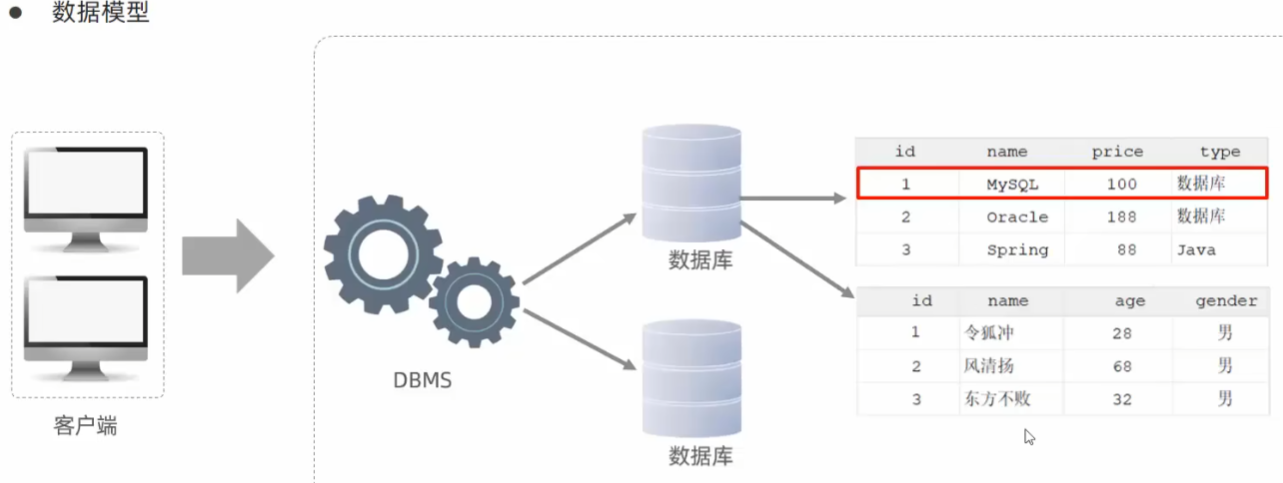 数据模型
客户端
DBMS
数据库
数据库
id name price type
1 MySQL 100 数据库
2 Oracle 188 数据库
3 Spring 88 Java
id name age gender
1 令狐冲 28 男
2 风清扬 68 男
3 东方不败 32 男